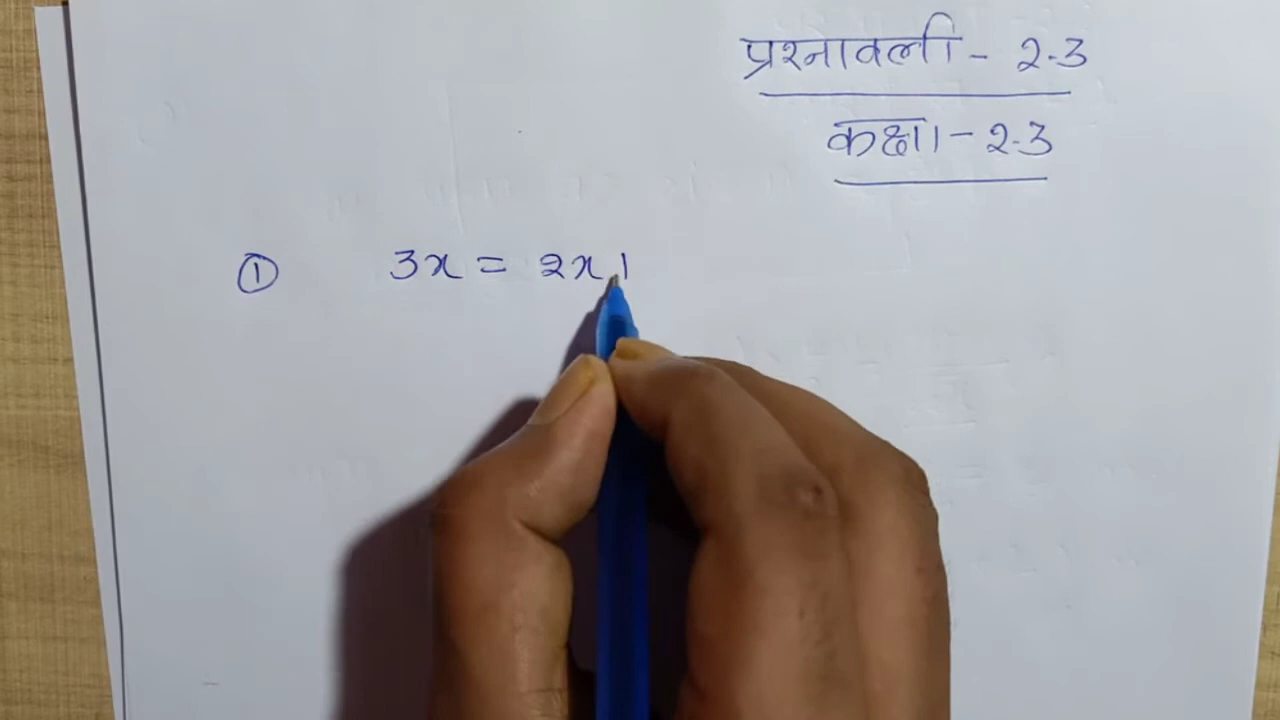 प्रश्नावली - 2.3
कक्षा - 2.3
① 3x = 2x